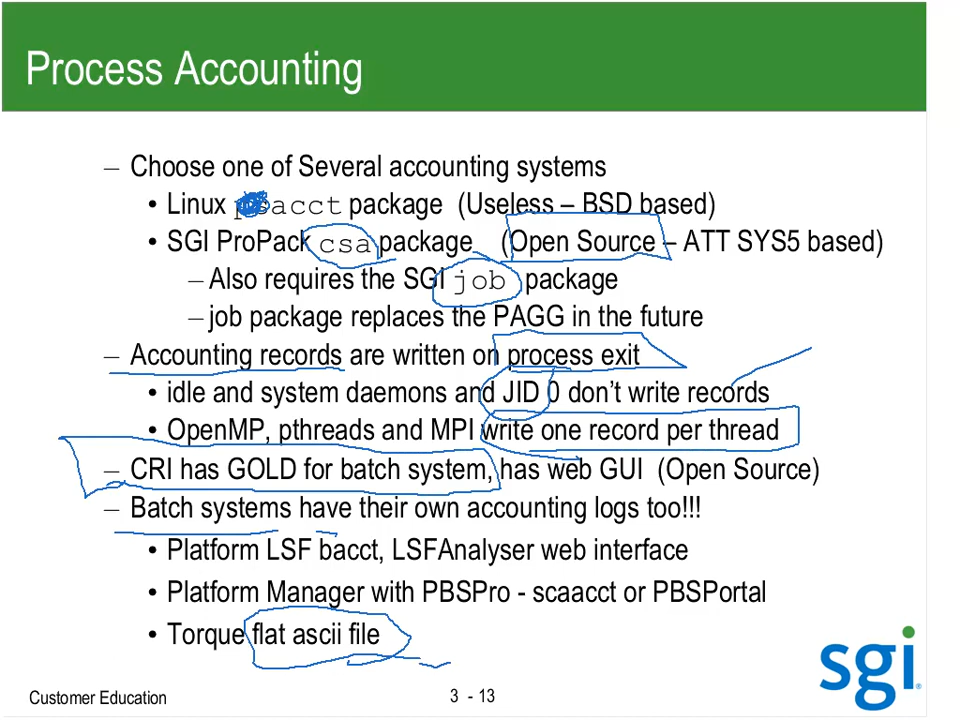 Process Accounting
– Choose one of Several accounting systems
• Linux psacct package (Useless – BSD based)
• SGI ProPack csa package (Open Source – ATT SYS5 based)
– Also requires the SGI job package
– job package replaces the PAGG in the future
– Accounting records are written on process exit
• idle and system daemons and JID 0 don't write records
• OpenMP, pthreads and MPI write one record per thread
– CRI has GOLD for batch system, has web GUI (Open Source)
– Batch systems have their own accounting logs too!!!
• Platform LSF bacct, LSFAnalyser web interface
• Platform Manager with PBSPro - scaacct or PBSPortal
• Torque flat ascii file
sgi
Customer Education
3 - 13